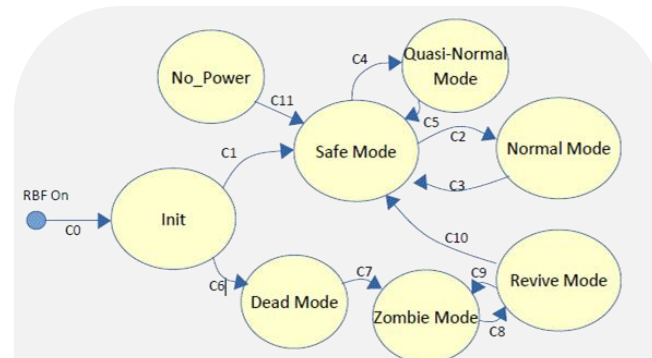 C4
Quasi-Normal
Mode
No_Power
C11
C5
C2
C1
Safe Mode
Normal Mode
C3
RBF On
Init
C0
C10
C6
C7
C9
Revive Mode
Dead Mode
Zombie Mode
C8